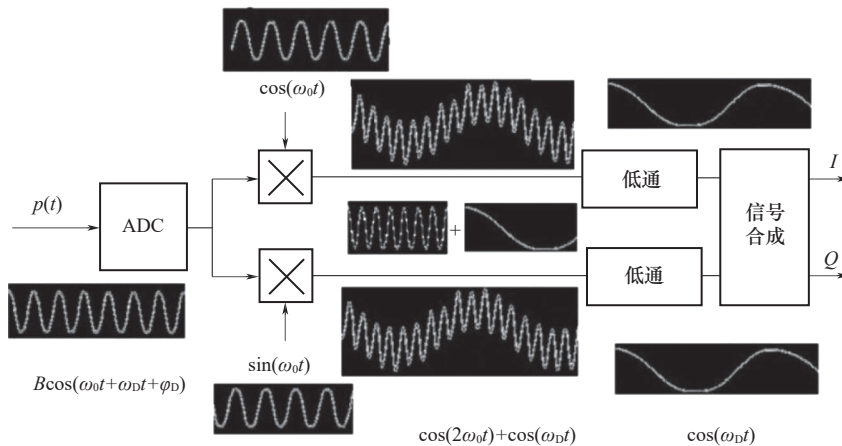 cos(ω₀t)
p(t)
ADC
低通
信号
合成
I
+
低通
Q
sin(ω₀t)
Bcos(ω₀t+ω_Dt+φ_D)
cos(2ω₀t)+cos(ω_Dt)
cos(ω_Dt)